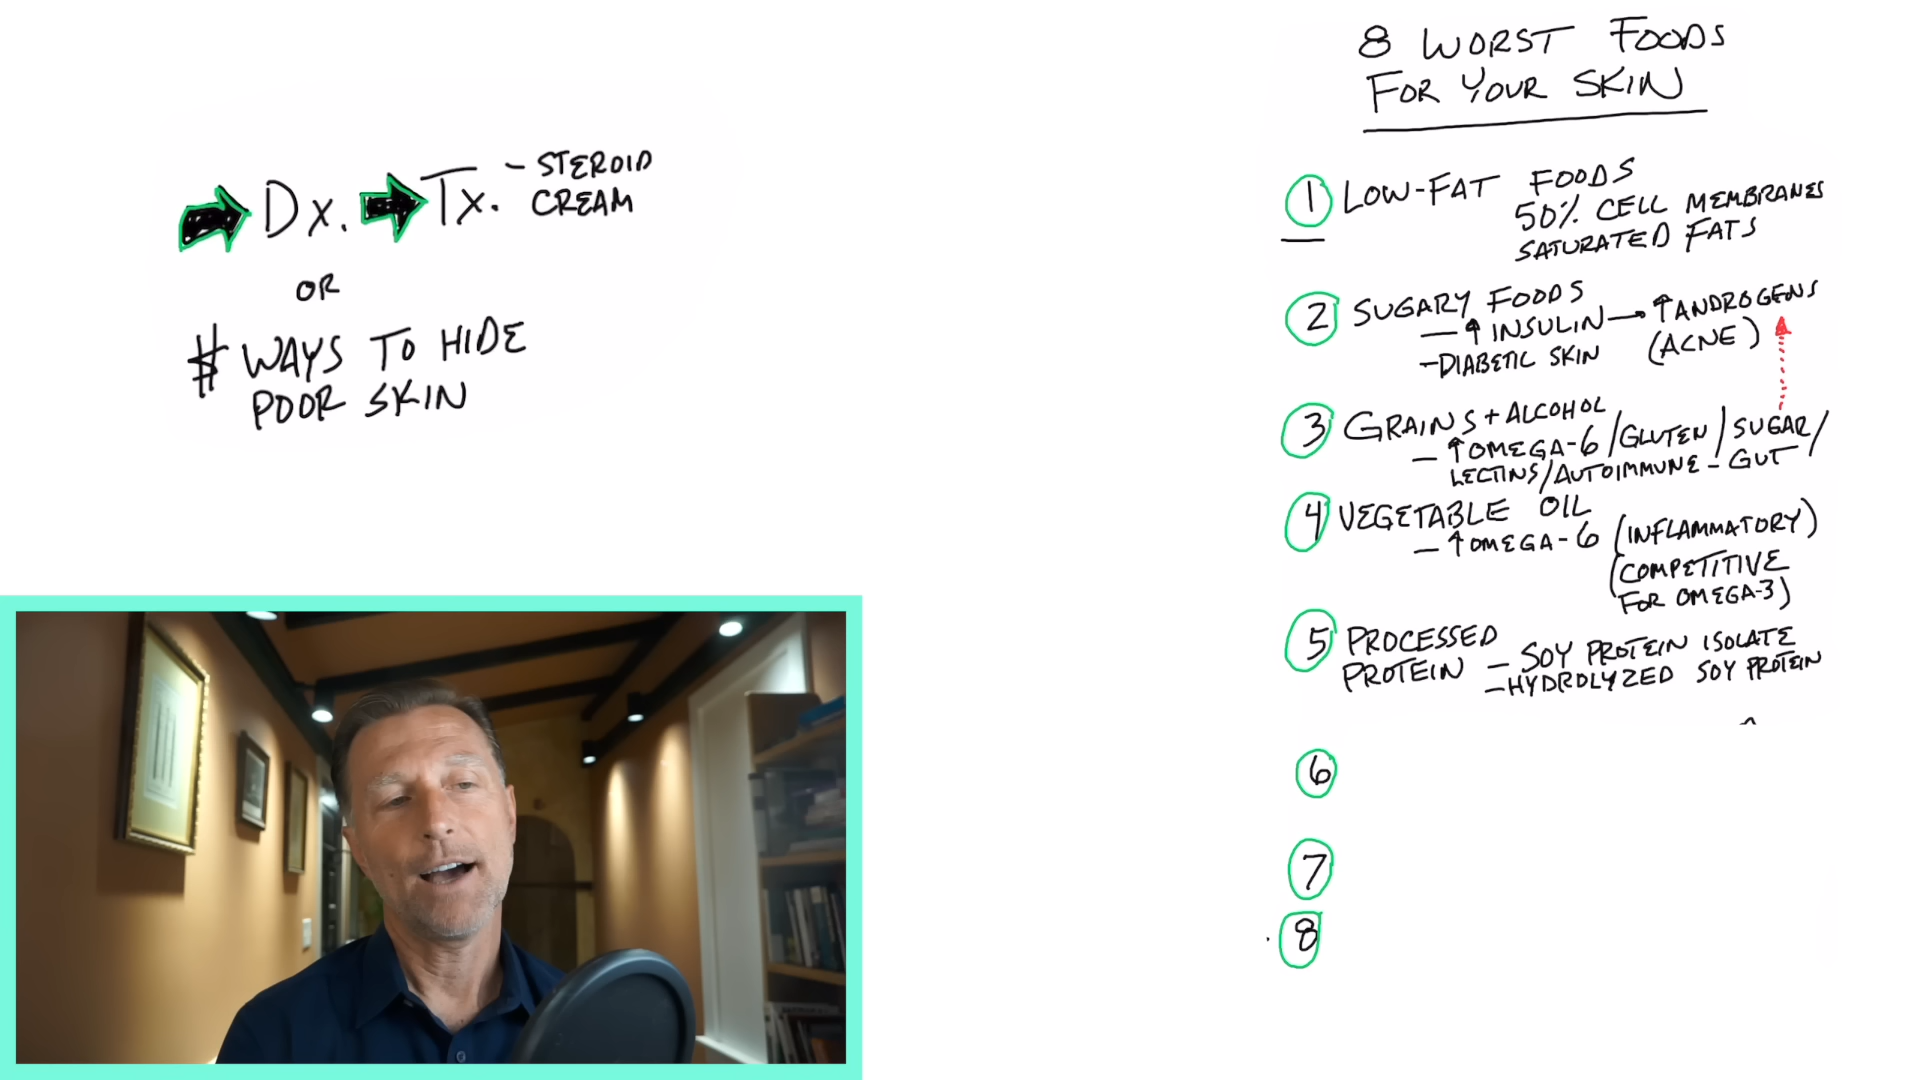 Dx. Tx. - STEROID
CREAM
OR
# WAYS TO HIDE
POOR SKIN
8 WORST FOODS
FOR YOUR SKIN
1 LOW-FAT FOODS
50% CELL MEMBRANES
SATURATED FATS
2 SUGARY FOODS
- ↑ INSULIN → ↑ ANDROGENS
- DIABETIC SKIN (ACNE)
3 GRAINS + ALCOHOL
- ↑ OMEGA-6 / GLUTEN / SUGAR /
LECTINS / AUTOIMMUNE - GUT
4 VEGETABLE OIL
- ↑ OMEGA-6 (INFLAMMATORY)
(COMPETITIVE
FOR OMEGA-3)
5 PROCESSED
PROTEIN - SOY PROTEIN ISOLATE
- HYDROLYZED SOY PROTEIN
6
7
8